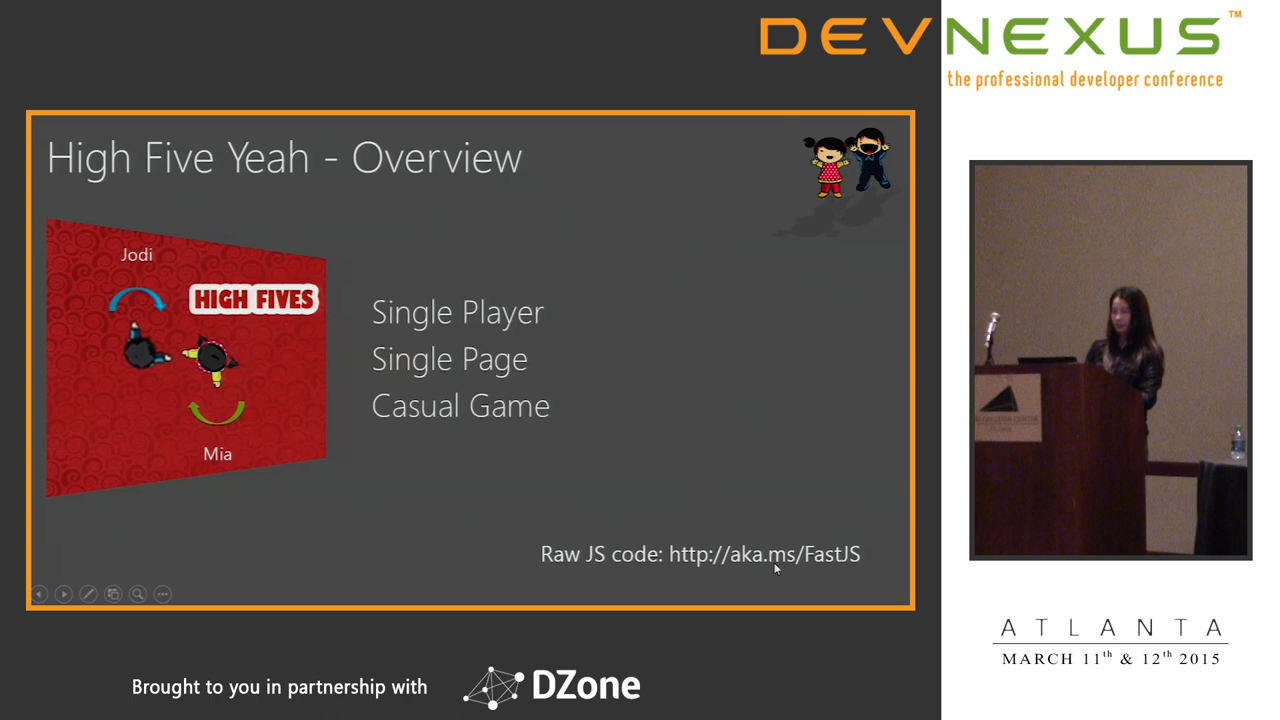 DEVNEXUS™
the professional developer conference
High Five Yeah - Overview
Jodi
HIGH FIVES
Mia
Single Player
Single Page
Casual Game
Raw JS code: http://aka.ms/FastJS
ATLANTA
MARCH 11th & 12th 2015
Brought to you in partnership with
DZone